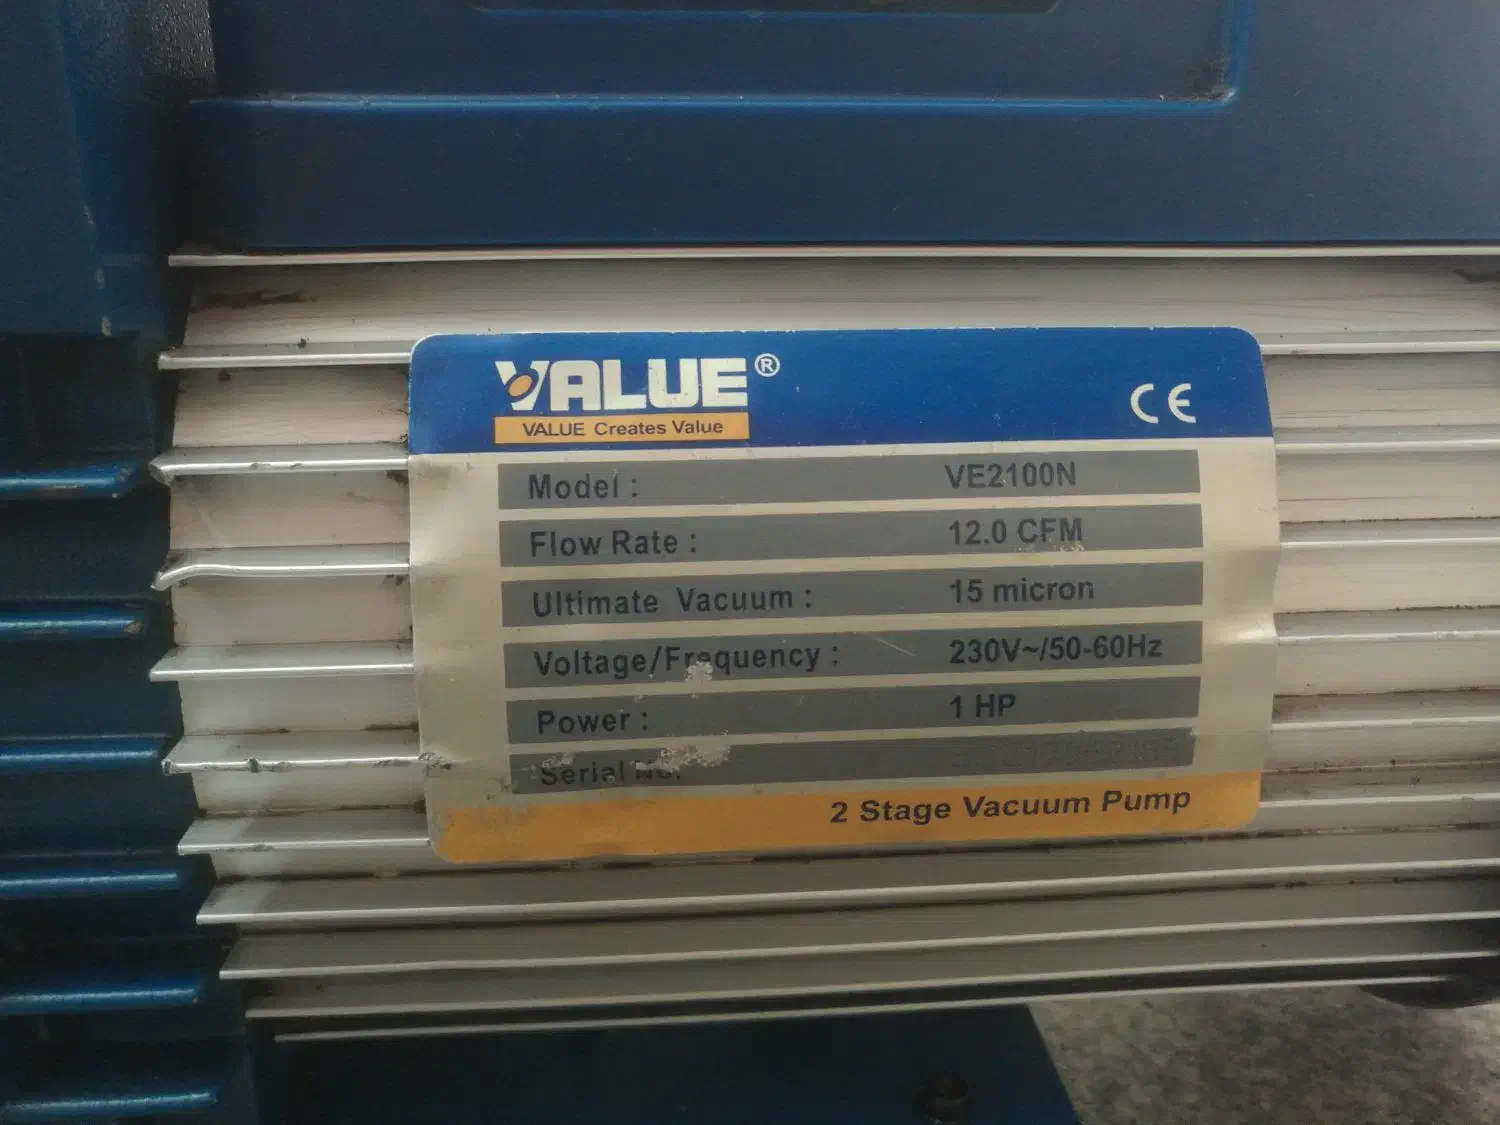 VALUE®
VALUE Creates Value
CE
Model : VE2100N
Flow Rate : 12.0 CFM
Ultimate Vacuum : 15 micron
Voltage/Frequency : 230V~/50-60Hz
Power : 1 HP
Serial No.
2 Stage Vacuum Pump